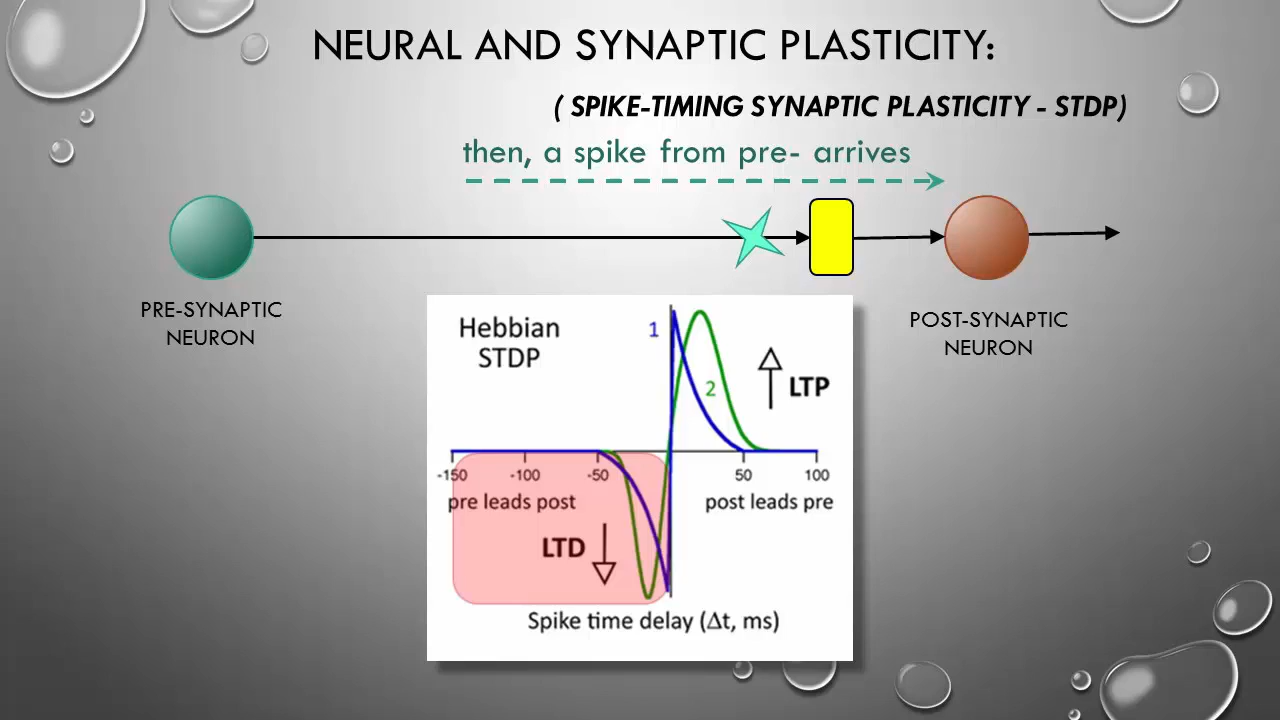 NEURAL AND SYNAPTIC PLASTICITY:
( SPIKE-TIMING SYNAPTIC PLASTICITY - STDP)
then, a spike from pre- arrives
PRE-SYNAPTIC
NEURON
POST-SYNAPTIC
NEURON
Hebbian
STDP
1
2
LTP
-150
-100
-50
50
100
pre leads post
post leads pre
LTD
Spike time delay (Δt, ms)